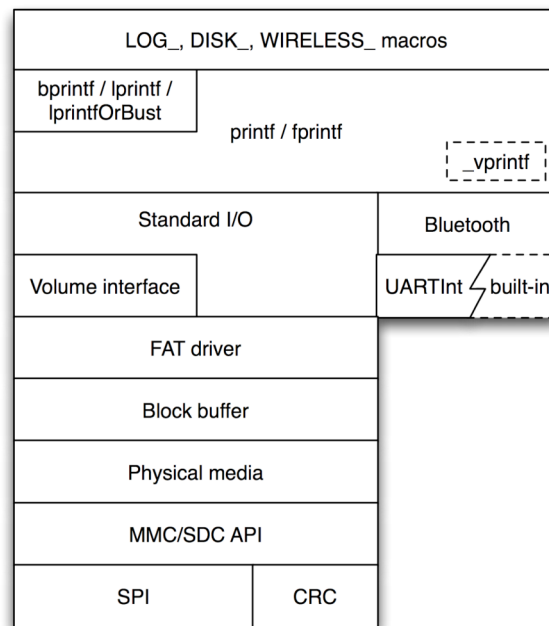 LOG_, DISK_, WIRELESS_ macros
bprintf / lprintf /
lprintfOrBust
printf / fprintf
_vprintf
Standard I/O
Bluetooth
Volume interface
UARTInt
built-in
FAT driver
Block buffer
Physical media
MMC/SDC API
SPI
CRC